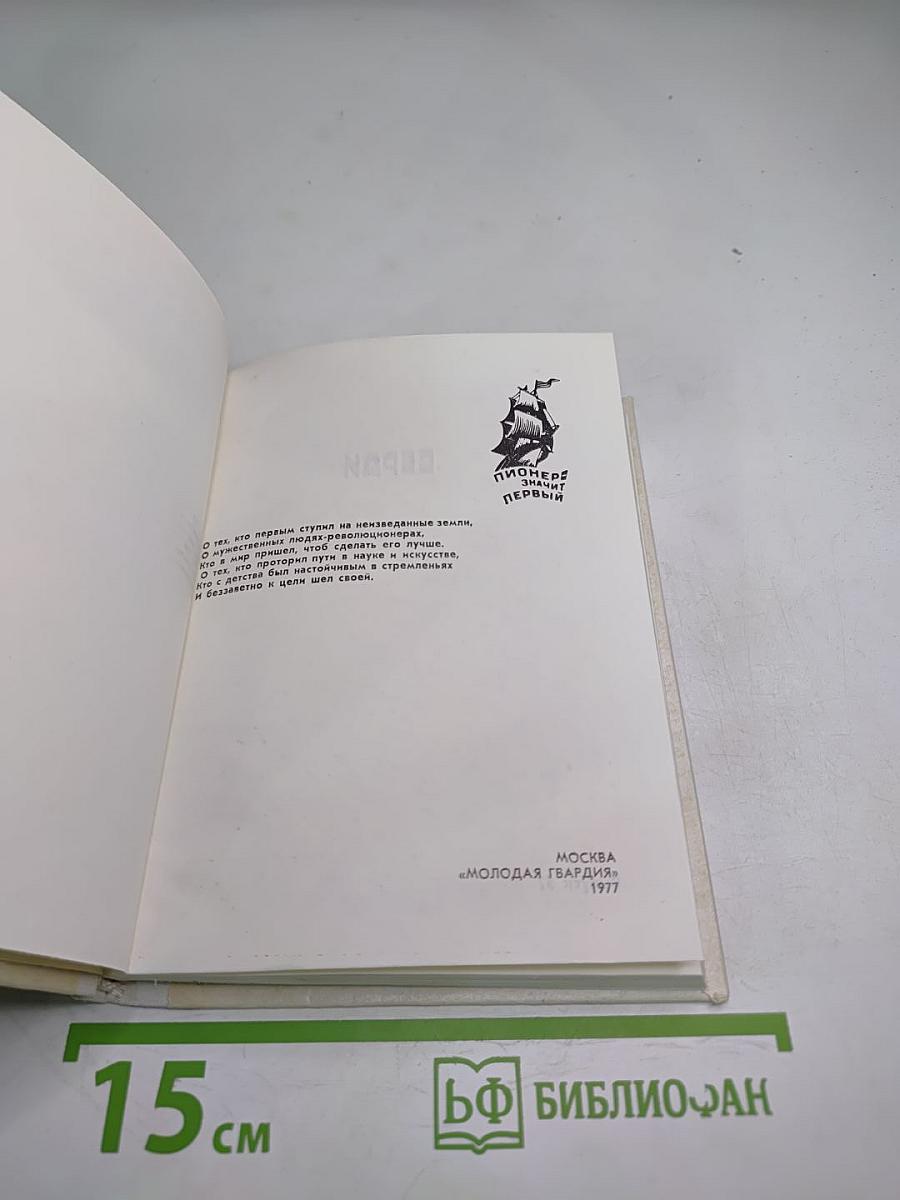 ПИОНЕР—
ЗНАЧИТ
ПЕРВЫЙ
О тех, кто первым ступил на неизведанные земли,
О мужественных людях-революционерах,
Кто в мир пришел, чтоб сделать его лучше.
О тех, кто проторил пути в науке и искусстве,
Кто с детства был настойчивым в стремленьях
И беззаветно к цели шел своей.
МОСКВА
«МОЛОДАЯ ГВАРДИЯ»
1977
15 см
БФ БИБЛИОФАН